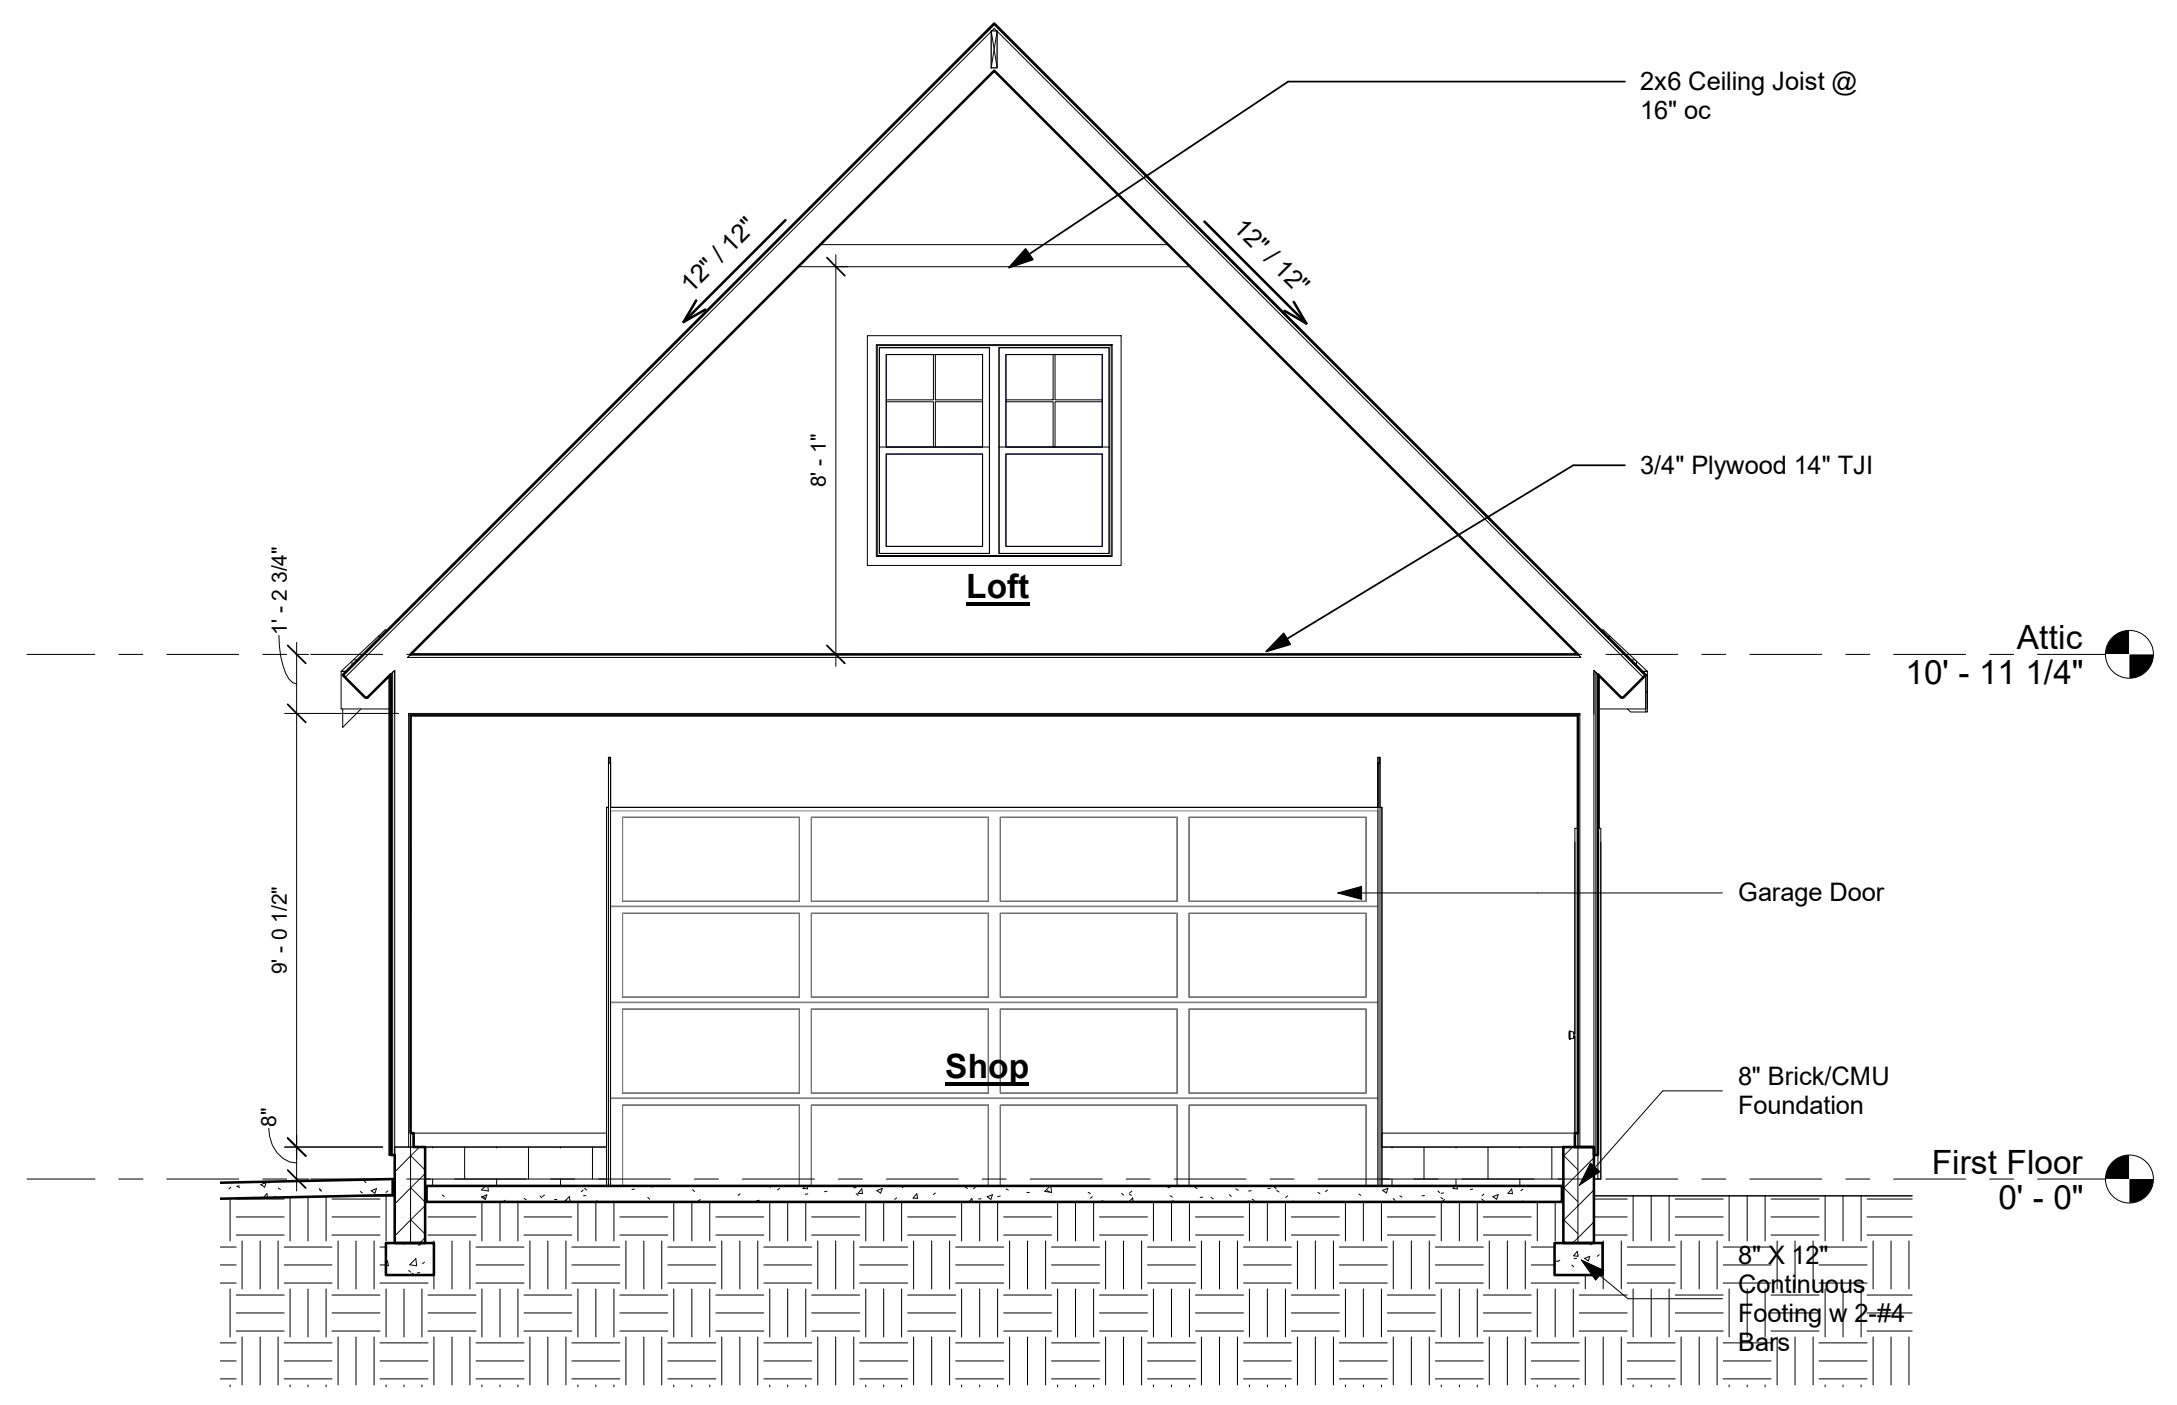 2x6 Ceiling Joist @
16" oc
12" / 12"
12" / 12"
8' - 1"
3/4" Plywood 14" TJI
Loft
1' - 2 3/4"
Attic
10' - 11 1/4"
9' - 0 1/2"
Garage Door
Shop
8" Brick/CMU
Foundation
8"
First Floor
0' - 0"
8" X 12"
Continuous
Footing w 2-#4
Bars